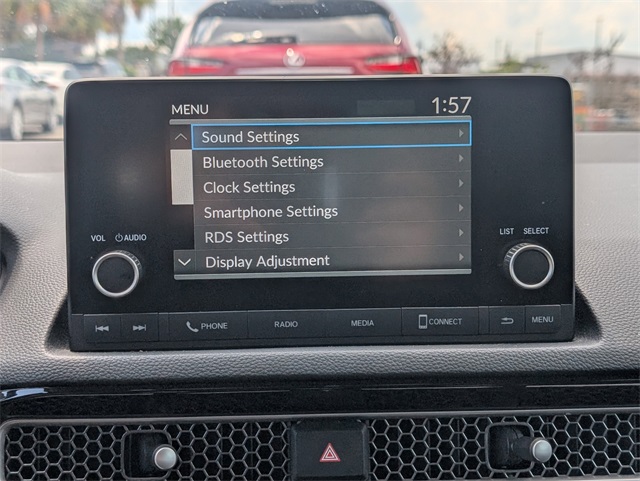 MENU 1:57
Sound Settings
Bluetooth Settings
Clock Settings
Smartphone Settings
RDS Settings
Display Adjustment
VOL AUDIO
LIST SELECT
PHONE RADIO MEDIA CONNECT MENU